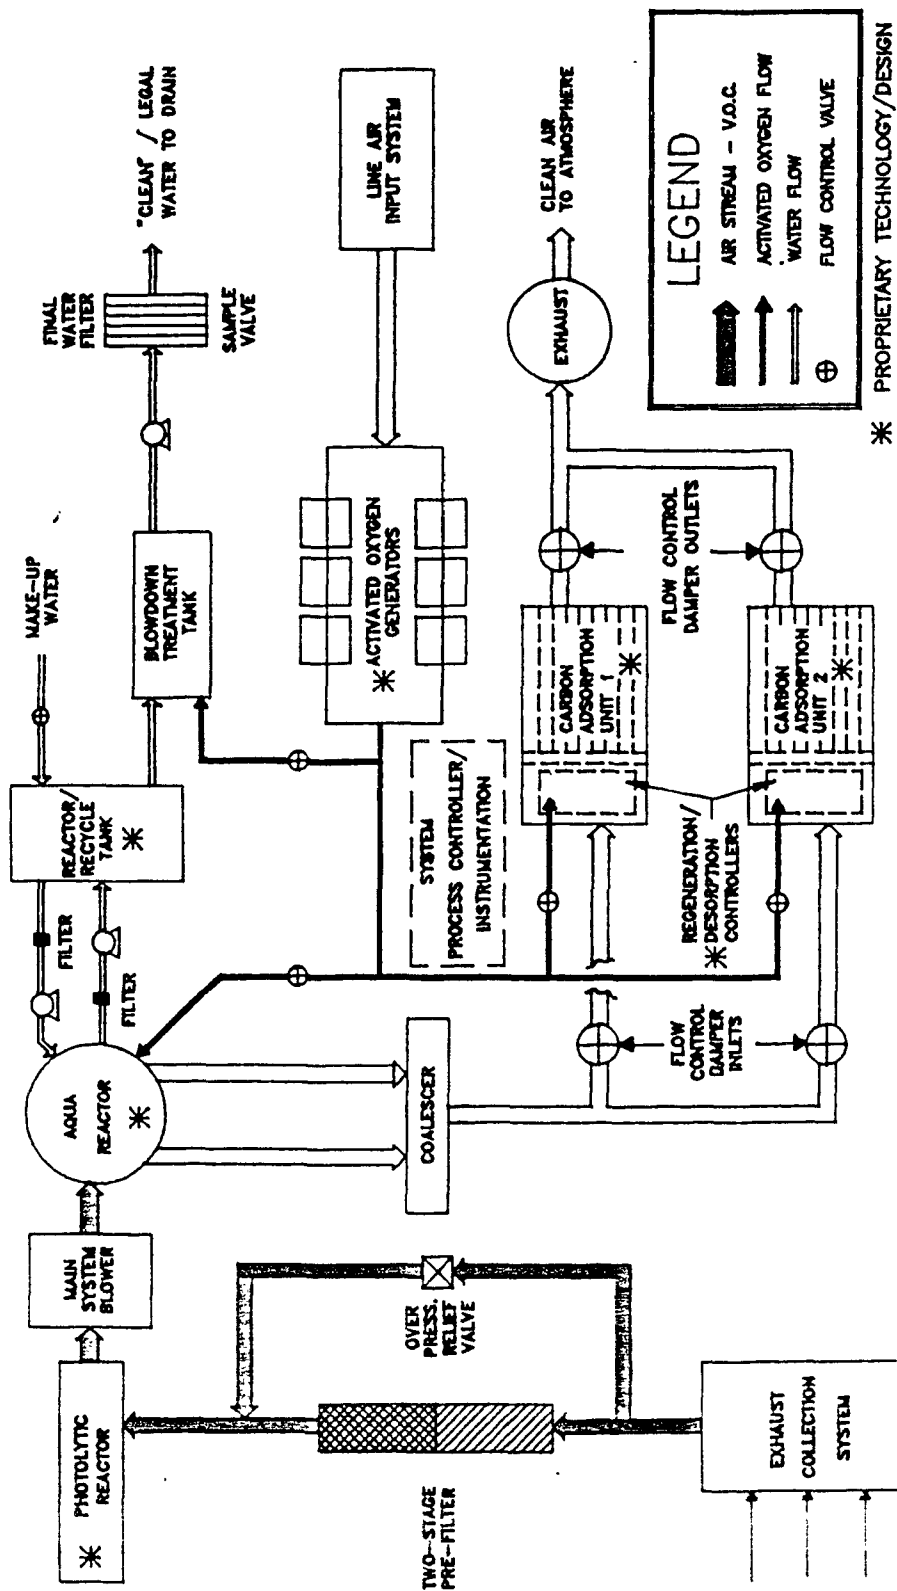 PHOTOLYTIC
REACTOR
MAIN
SYSTEM
BLOWER
AQUA
REACTOR
FILTER
FILTER
REACTOR/
RECYCLE
TANK
MAKE-UP
WATER
BLOWDOWN
TREATMENT
TANK
FINAL
WATER
FILTER
SAMPLE
VALVE
"CLEAN" / LEGAL
WATER TO DRAIN
TWO-STAGE
PRE-FILTER
OVER
PRESS.
RELIEF
VALVE
COALESCER
SYSTEM
PROCESS CONTROLLER/
INSTRUMENTATION
ACTIVATED OXYGEN
GENERATORS
LINE AIR
INPUT SYSTEM
EXHAUST
COLLECTION
SYSTEM
FLOW
CONTROL
DAMPER
INLETS
REGENERATION/
DESORPTION
CONTROLLERS
CARBON
ADSORPTION
UNIT 1
CARBON
ADSORPTION
UNIT 2
FLOW CONTROL
DAMPER OUTLETS
EXHAUST
CLEAN AIR
TO ATMOSPHERE
LEGEND
AIR STREAM - V.O.C.
ACTIVATED OXYGEN FLOW
WATER FLOW
FLOW CONTROL VALVE
PROPRIETARY TECHNOLOGY/DESIGN